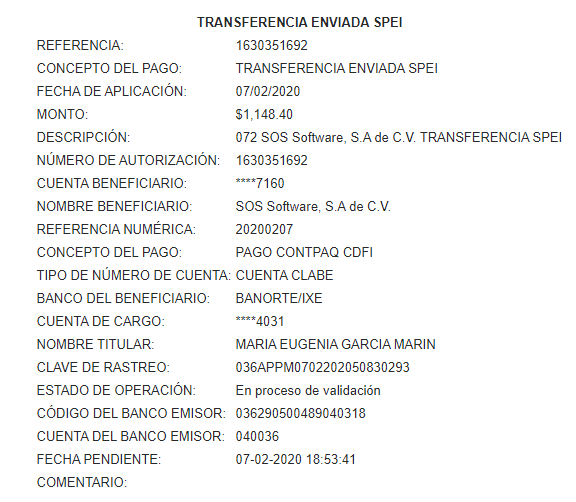 TRANSFERENCIA ENVIADA SPEI
REFERENCIA: 1630351692
CONCEPTO DEL PAGO: TRANSFERENCIA ENVIADA SPEI
FECHA DE APLICACIÓN: 07/02/2020
MONTO: $1,148.40
DESCRIPCIÓN: 072 SOS Software, S.A de C.V. TRANSFERENCIA SPEI
NÚMERO DE AUTORIZACIÓN: 1630351692
CUENTA BENEFICIARIO: ****7160
NOMBRE BENEFICIARIO: SOS Software, S.A de C.V.
REFERENCIA NUMÉRICA: 20200207
CONCEPTO DEL PAGO: PAGO CONTPAQ CDFI
TIPO DE NÚMERO DE CUENTA: CUENTA CLABE
BANCO DEL BENEFICIARIO: BANORTE/IXE
CUENTA DE CARGO: ****4031
NOMBRE TITULAR: MARIA EUGENIA GARCIA MARIN
CLAVE DE RASTREO: 036APPM0702202050830293
ESTADO DE OPERACIÓN: En proceso de validación
CÓDIGO DEL BANCO EMISOR: 036290500489040318
CUENTA DEL BANCO EMISOR: 040036
FECHA PENDIENTE: 07-02-2020 18:53:41
COMENTARIO: